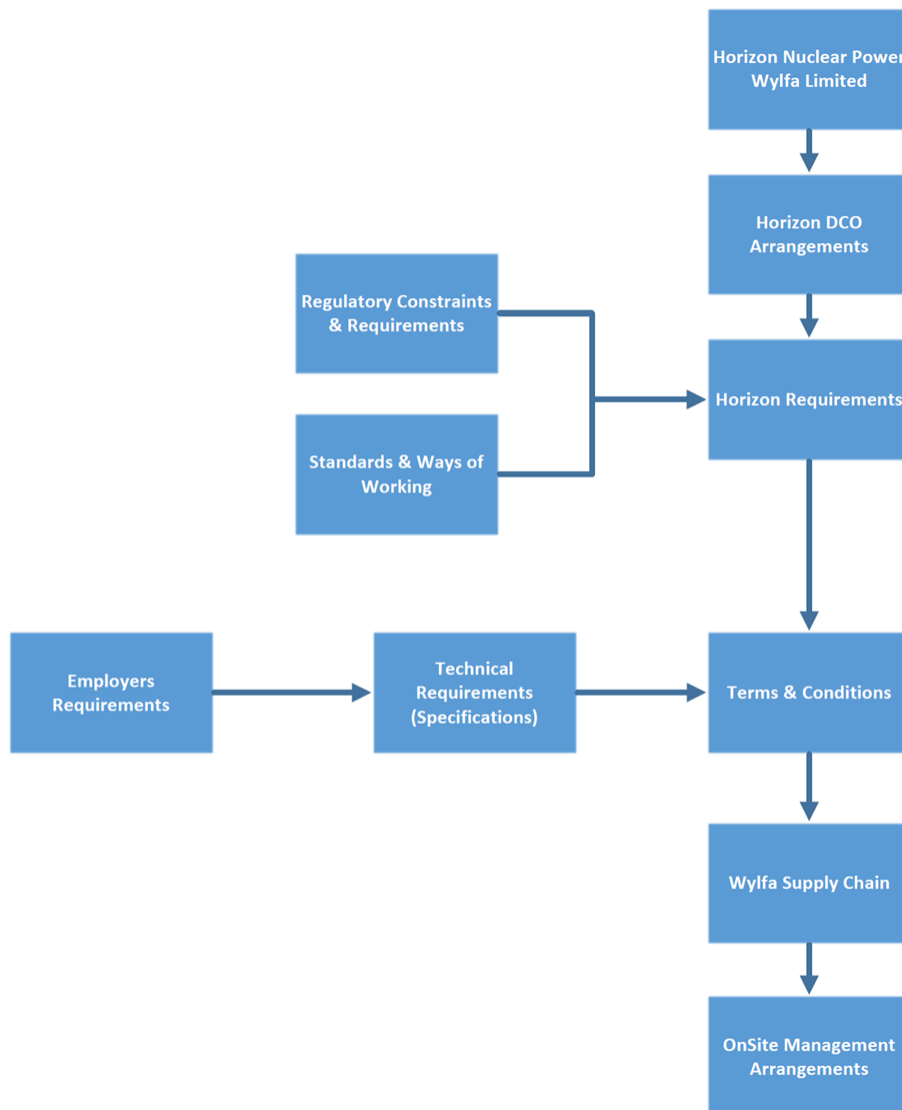 Horizon Nuclear Power
Wylfa Limited
Horizon DCO
Arrangements
Regulatory Constraints
& Requirements
Horizon Requirements
Standards & Ways of
Working
Employers
Requirements
Technical
Requirements
(Specifications)
Terms & Conditions
Wylfa Supply Chain
OnSite Management
Arrangements